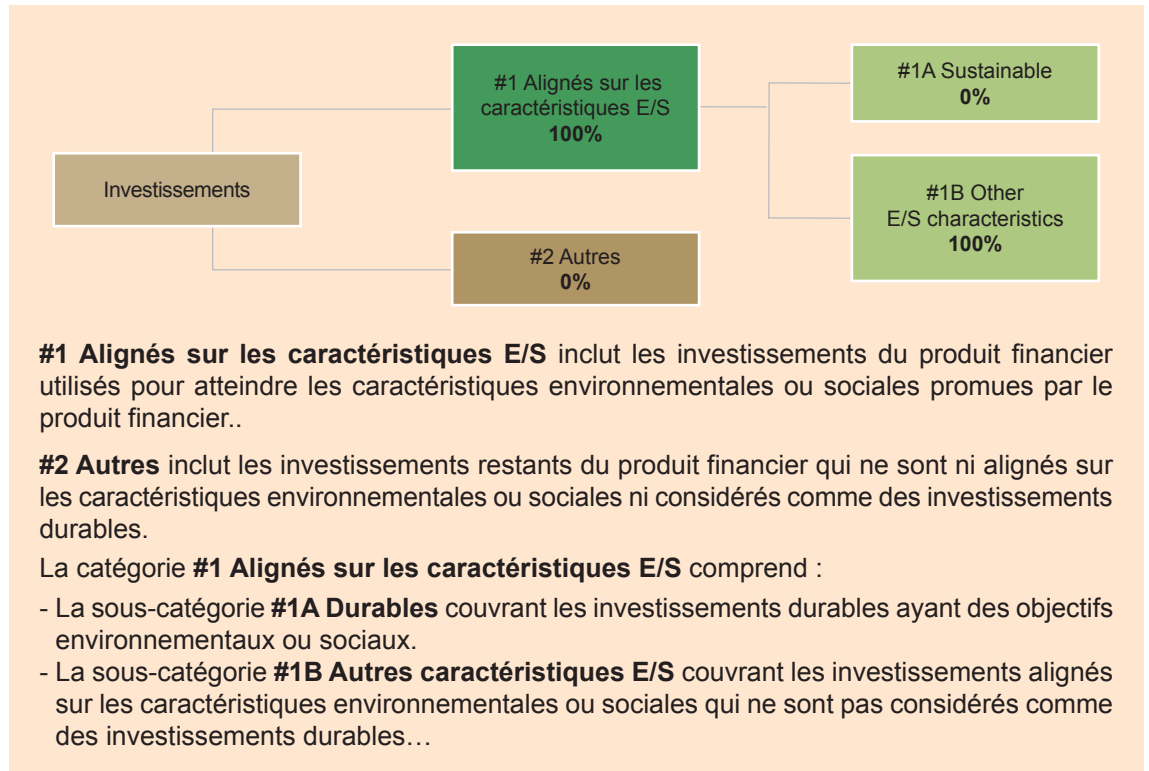 #1 Alignés sur les
caractéristiques E/S
100%
#1A Sustainable
0%
Investissements
#1B Other
E/S characteristics
100%
#2 Autres
0%
#1 Alignés sur les caractéristiques E/S inclut les investissements du produit financier
utilisés pour atteindre les caractéristiques environnementales ou sociales promues par le
produit financier..
#2 Autres inclut les investissements restants du produit financier qui ne sont ni alignés sur
les caractéristiques environnementales ou sociales ni considérés comme des investissements
durables.
La catégorie #1 Alignés sur les caractéristiques E/S comprend :
- La sous-catégorie #1A Durables couvrant les investissements durables ayant des objectifs
environnementaux ou sociaux.
- La sous-catégorie #1B Autres caractéristiques E/S couvrant les investissements alignés
sur les caractéristiques environnementales ou sociales qui ne sont pas considérés comme
des investissements durables…